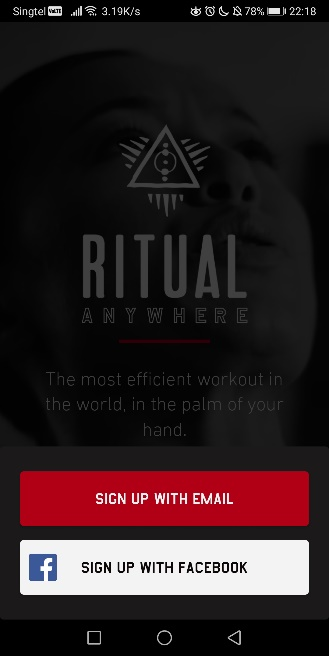 Singtel VoLTE 3.19K/s 78% 22:18
RITUAL
ANYWHERE
The most efficient workout in
the world, in the palm of your
hand.
SIGN UP WITH EMAIL
SIGN UP WITH FACEBOOK